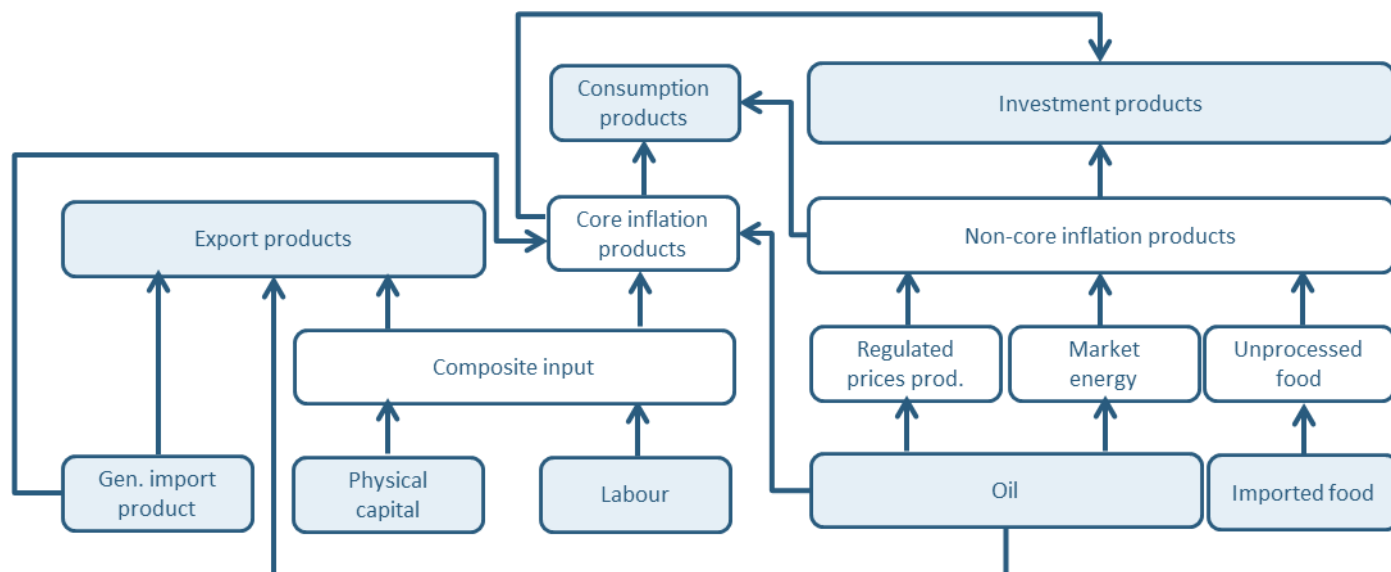 Consumption
products
Investment products
Export products
Core inflation
products
Non-core inflation products
Composite input
Regulated
prices prod.
Market
energy
Unprocessed
food
Gen. import
product
Physical
capital
Labour
Oil
Imported food